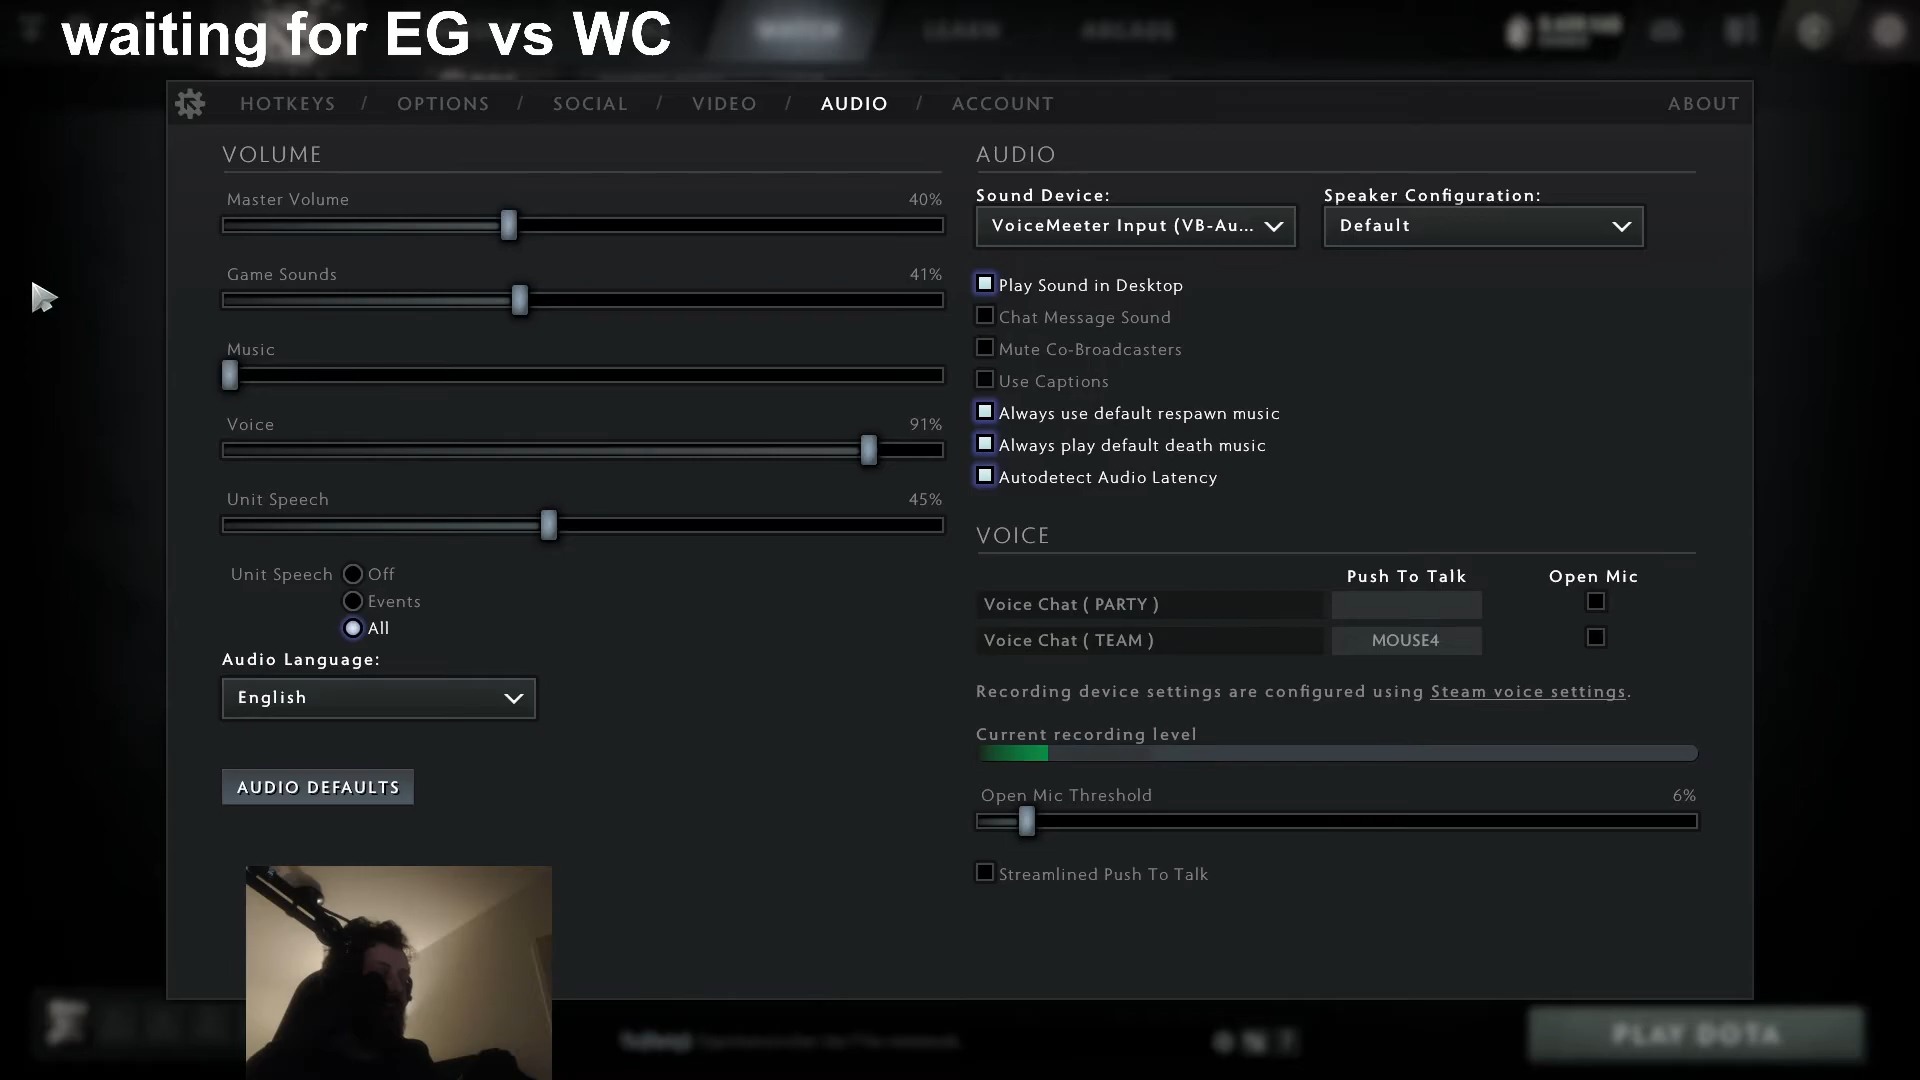 waiting for EG vs WC
WATCH
LEARN
ARCADE
HOTKEYS / OPTIONS / SOCIAL / VIDEO / AUDIO / ACCOUNT
ABOUT
VOLUME
Master Volume 40%
Game Sounds 41%
Music
Voice 91%
Unit Speech 45%
Unit Speech Off
Events
All
Audio Language:
English
AUDIO DEFAULTS
AUDIO
Sound Device: Speaker Configuration:
VoiceMeeter Input (VB-Au... Default
Play Sound in Desktop
Chat Message Sound
Mute Co-Broadcasters
Use Captions
Always use default respawn music
Always play default death music
Autodetect Audio Latency
VOICE
Push To Talk Open Mic
Voice Chat ( PARTY )
Voice Chat ( TEAM ) MOUSE4
Recording device settings are configured using Steam voice settings.
Current recording level
Open Mic Threshold 6%
Streamlined Push To Talk
PLAY DOTA